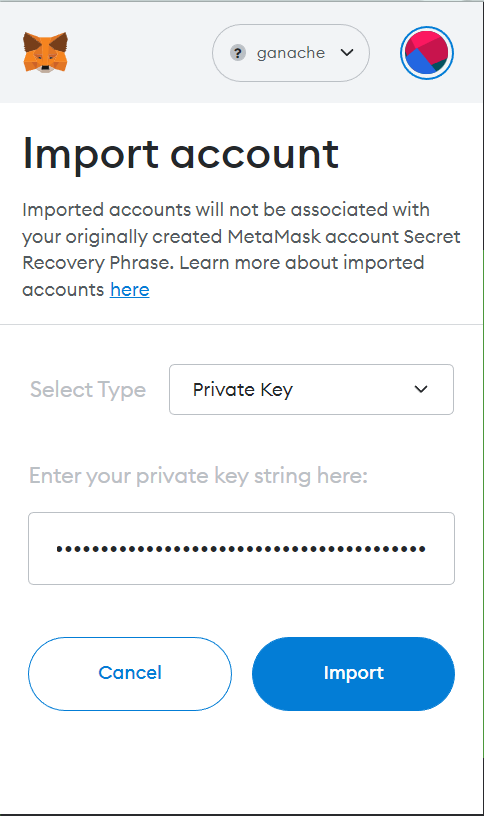 ? ganache
Import account
Imported accounts will not be associated with
your originally created MetaMask account Secret
Recovery Phrase. Learn more about imported
accounts here
Select Type Private Key
Enter your private key string here:
Cancel Import